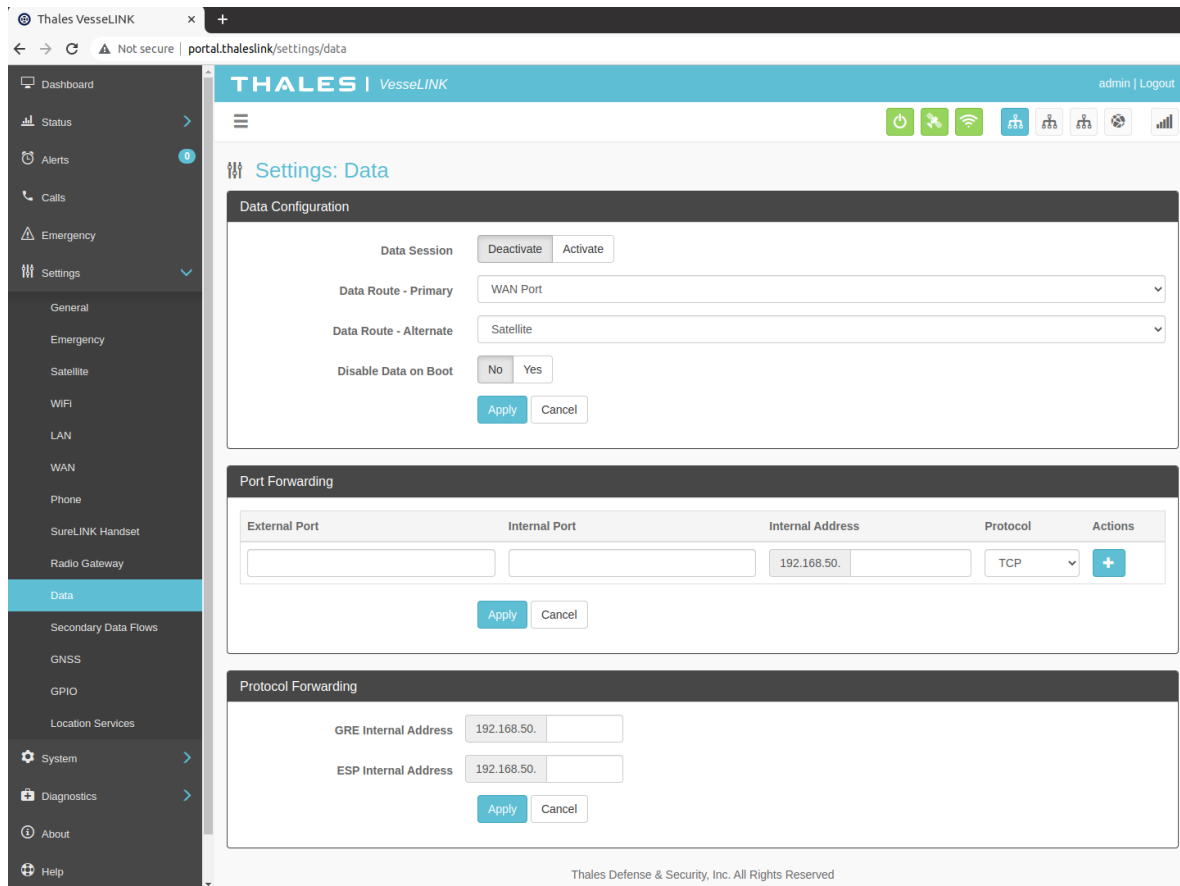 Thales VesseLINK
Not secure | portal.thaleslink/settings/data
Dashboard
Status
Alerts 0
Calls
Emergency
Settings
General
Emergency
Satellite
WiFi
LAN
WAN
Phone
SureLINK Handset
Radio Gateway
Data
Secondary Data Flows
GNSS
GPIO
Location Services
System
Diagnostics
About
Help
THALES | VesseLINK admin | Logout
Settings: Data
Data Configuration
Data Session Deactivate Activate
Data Route - Primary WAN Port
Data Route - Alternate Satellite
Disable Data on Boot No Yes
Apply Cancel
Port Forwarding
External Port Internal Port Internal Address Protocol Actions
192.168.50. TCP +
Apply Cancel
Protocol Forwarding
GRE Internal Address 192.168.50.
ESP Internal Address 192.168.50.
Apply Cancel
Thales Defense & Security, Inc. All Rights Reserved